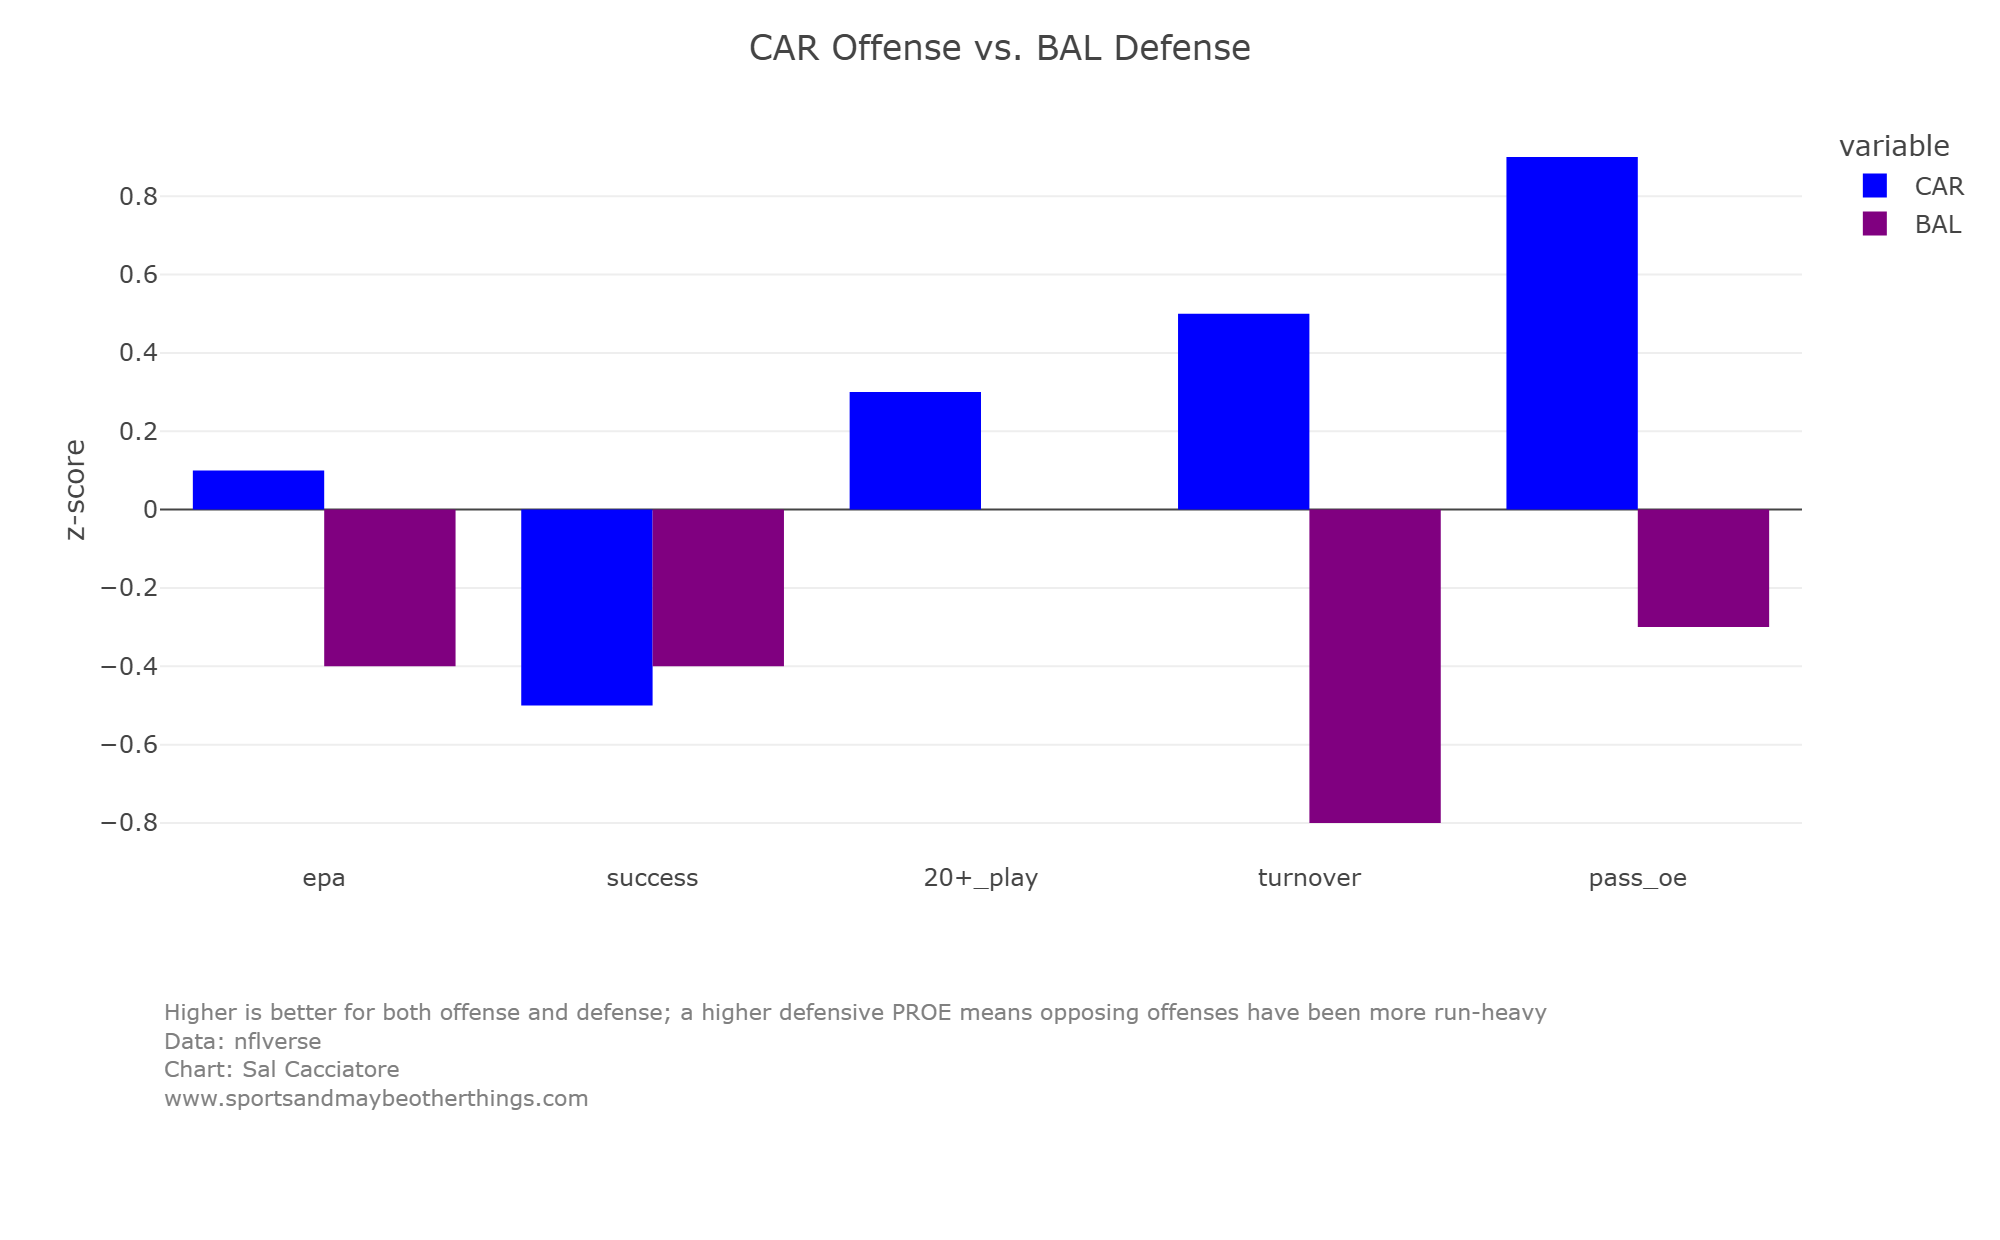 CAR Offense vs. BAL Defense
variable
CAR
BAL
z-score
0.8
0.6
0.4
0.2
0
−0.2
−0.4
−0.6
−0.8
epa
success
20+_play
turnover
pass_oe
Higher is better for both offense and defense; a higher defensive PROE means opposing offenses have been more run-heavy
Data: nflverse
Chart: Sal Cacciatore
www.sportsandmaybeotherthings.com